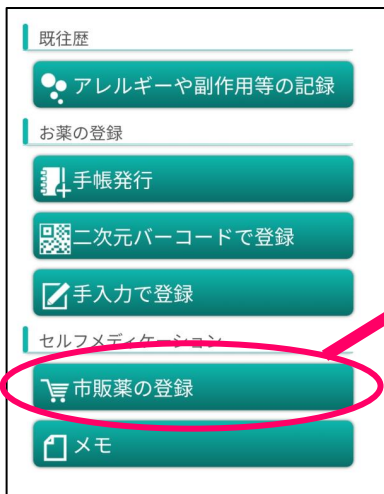 既往歴
アレルギーや副作用等の記録
お薬の登録
手帳発行
二次元バーコードで登録
手入力で登録
セルフメディケーション
市販薬の登録
メモ